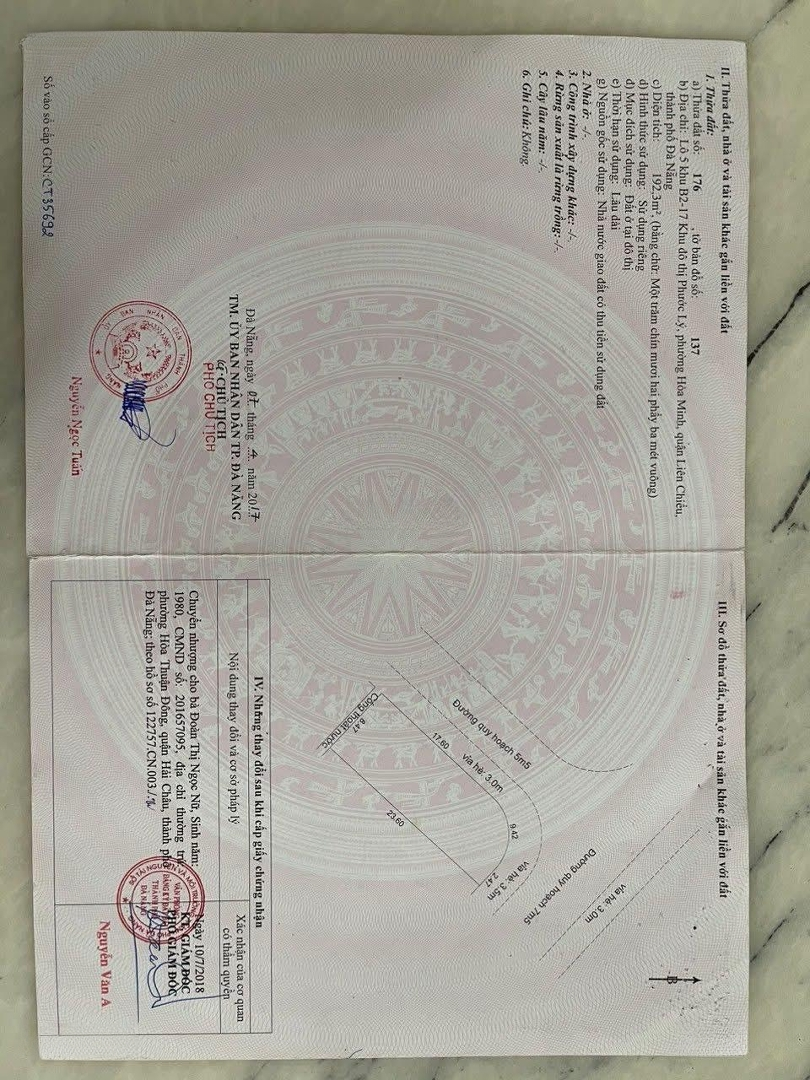 II. Thửa đất, nhà ở và tài sản khác gắn liền với đất
1. Thửa đất:
a) Thửa đất số: 176 , tờ bản đồ số: 137
b) Địa chỉ: Lô 5 khu B2-17 Khu đô thị Phước Lý, phường Hòa Minh, quận Liên Chiểu,
thành phố Đà Nẵng
c) Diện tích: 192,3m², (bằng chữ: Một trăm chín mươi hai phẩy ba mét vuông)
d) Hình thức sử dụng: Sử dụng riêng
đ) Mục đích sử dụng: Đất ở tại đô thị
e) Thời hạn sử dụng: Lâu dài
g) Nguồn gốc sử dụng: Nhà nước giao đất có thu tiền sử dụng đất
2. Nhà ở: -/-
3. Công trình xây dựng khác: -/-
4. Rừng sản xuất là rừng trồng: -/-
5. Cây lâu năm: -/-
6. Ghi chú: Không
Đà Nẵng, ngày 07 tháng 4 năm 2017
TM. ỦY BAN NHÂN DÂN TP. ĐÀ NẴNG
CHỦ TỊCH
PHÓ CHỦ TỊCH
Nguyễn Ngọc Tuấn
Số vào sổ cấp GCN: CT 35692
III. Sơ đồ thửa đất, nhà ở và tài sản khác gắn liền với đất
B
vỉa hè: 3.0m
Đường quy hoạch 7m5
vỉa hè: 3.5m
2.47
9.42
Đường quy hoạch 5m5
vỉa hè: 3.0m
17.60
23.60
8.47
Cống thoát nước
IV. Những thay đổi sau khi cấp giấy chứng nhận
Nội dung thay đổi và cơ sở pháp lý
Xác nhận của cơ quan
có thẩm quyền
Chuyển nhượng cho bà Đoàn Thị Ngọc Nữ, Sinh năm:
1980, CMND số: 201657095, địa chỉ thường trú
phường Hòa Thuận Đông, quận Hải Châu, thành phố
Đà Nẵng; theo hồ sơ số 122757.CN.003
Ngày 10/7/2018
KT. GIÁM ĐỐC
PHÓ GIÁM ĐỐC
Nguyễn Văn A